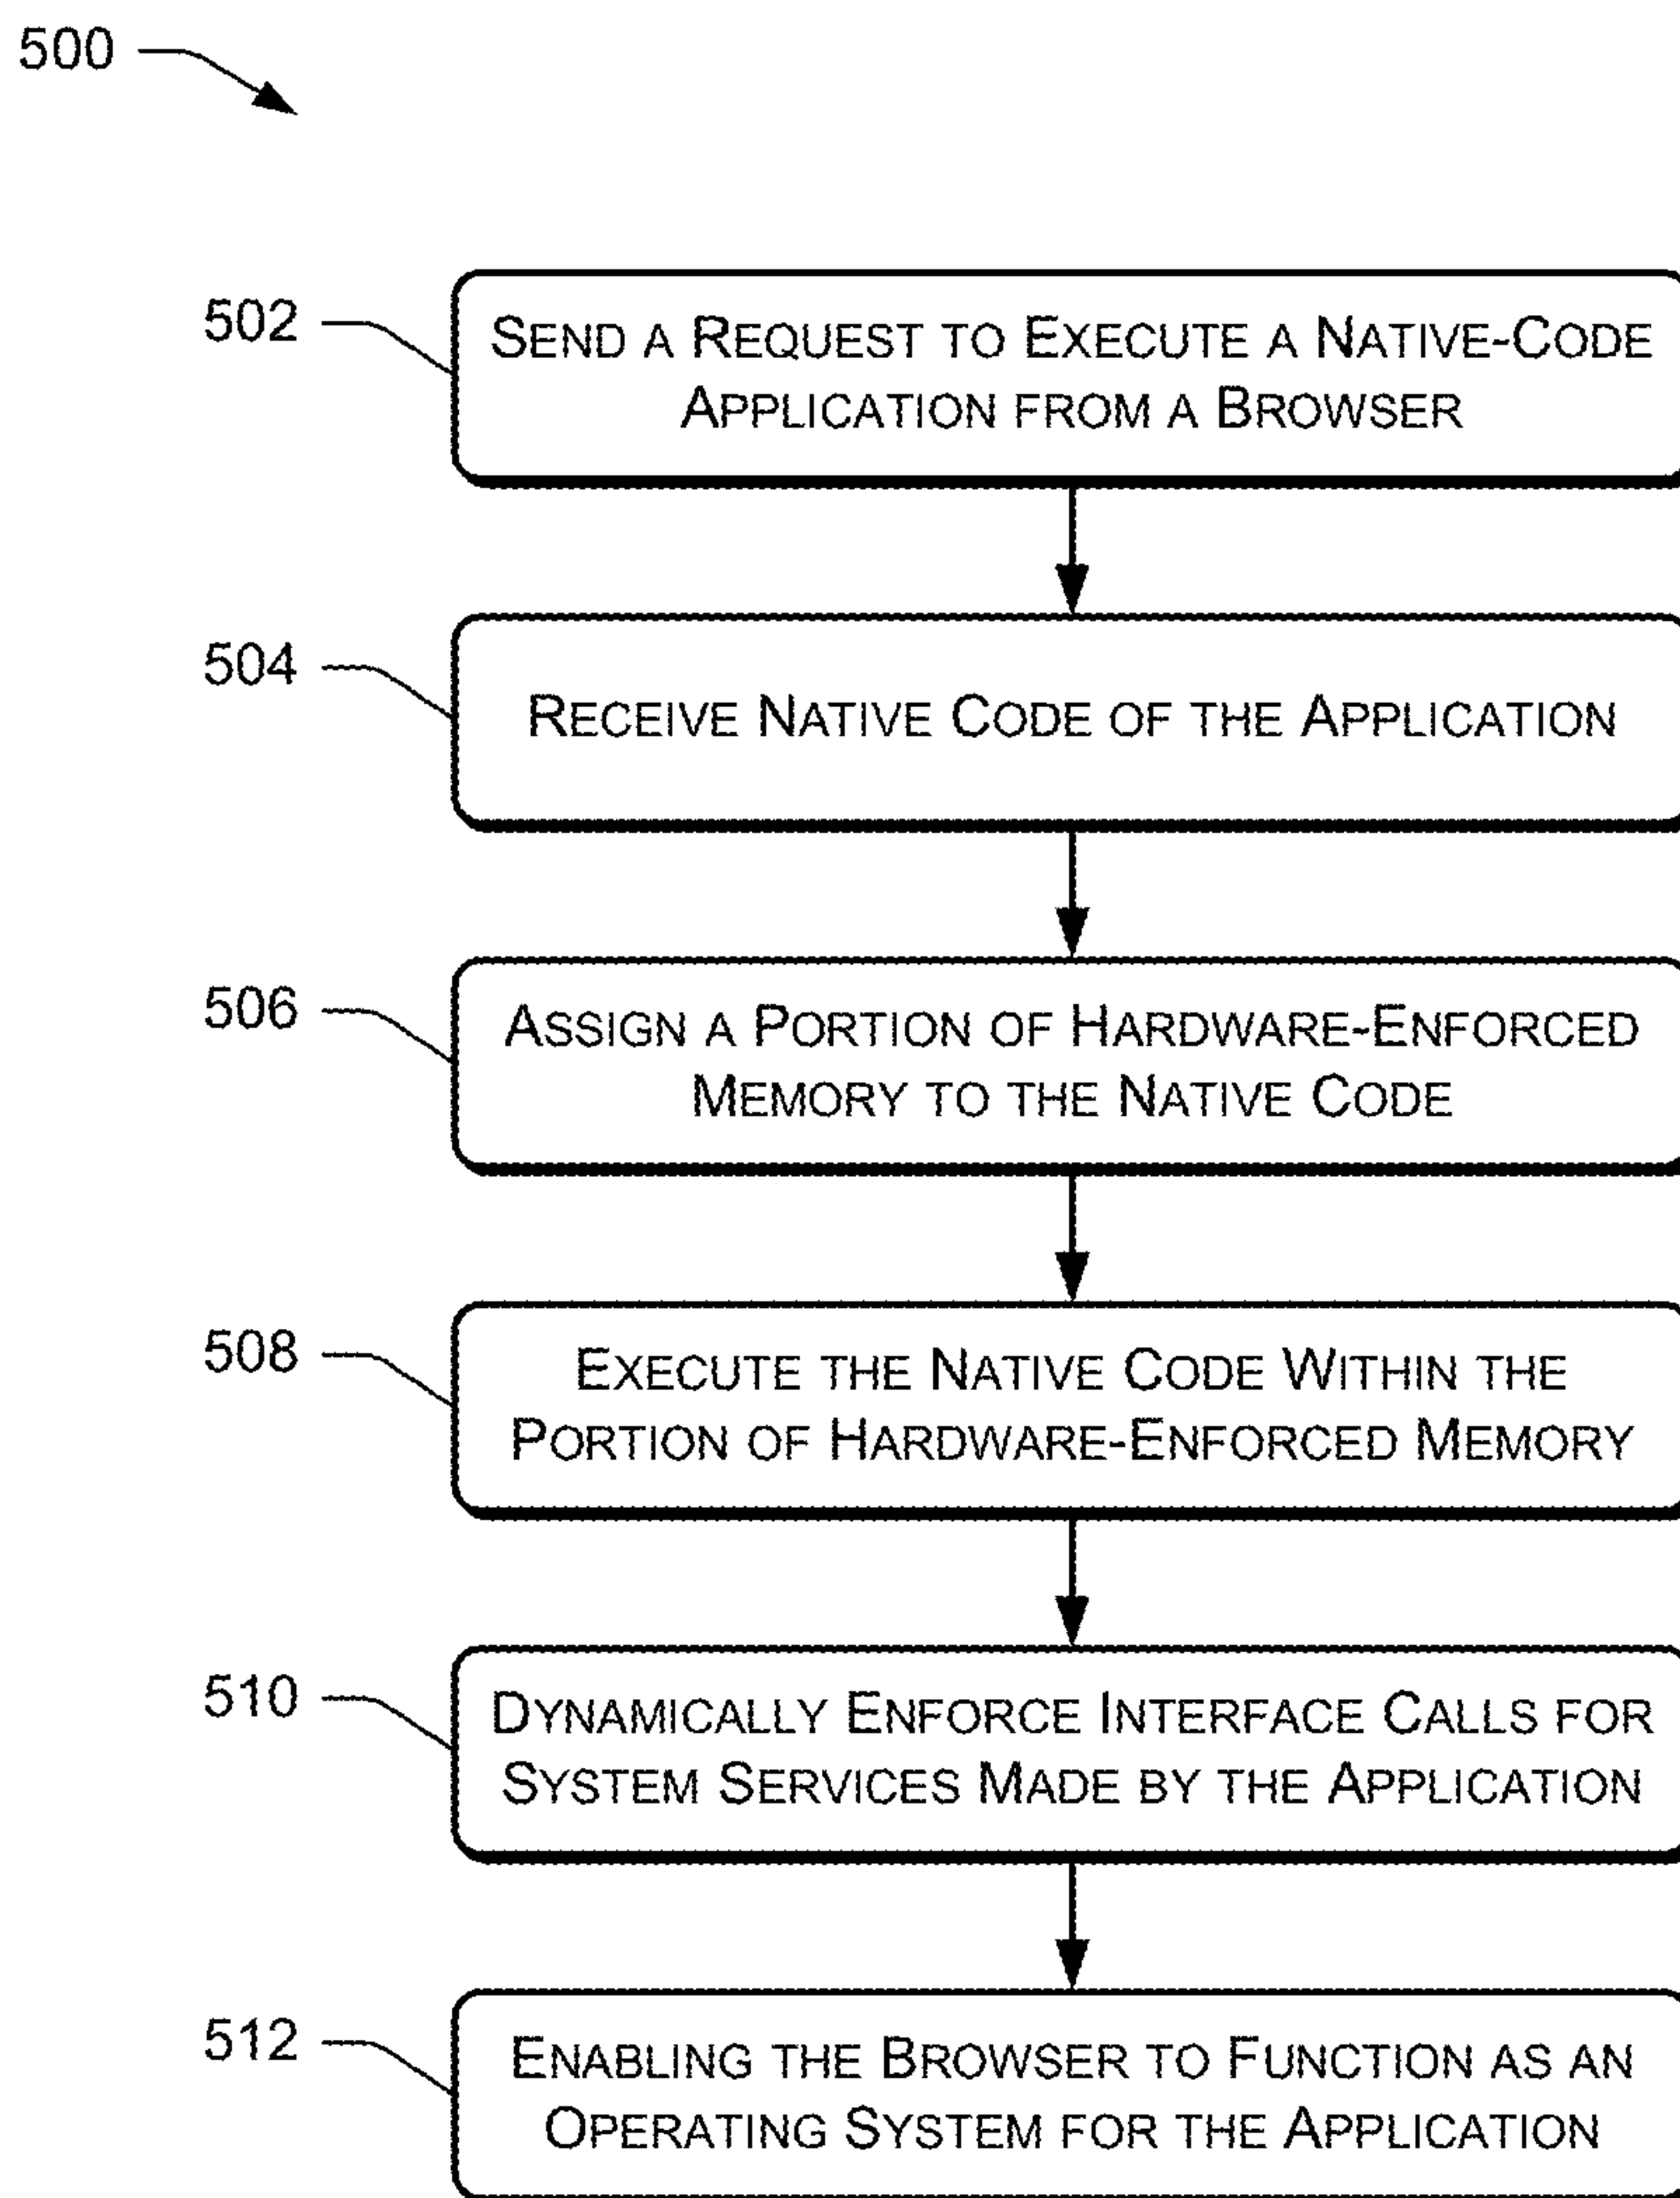 500
502
SEND A REQUEST TO EXECUTE A NATIVE-CODE
APPLICATION FROM A BROWSER
504
RECEIVE NATIVE CODE OF THE APPLICATION
506
ASSIGN A PORTION OF HARDWARE-ENFORCED
MEMORY TO THE NATIVE CODE
508
EXECUTE THE NATIVE CODE WITHIN THE
PORTION OF HARDWARE-ENFORCED MEMORY
510
DYNAMICALLY ENFORCE INTERFACE CALLS FOR
SYSTEM SERVICES MADE BY THE APPLICATION
512
ENABLING THE BROWSER TO FUNCTION AS AN
OPERATING SYSTEM FOR THE APPLICATION